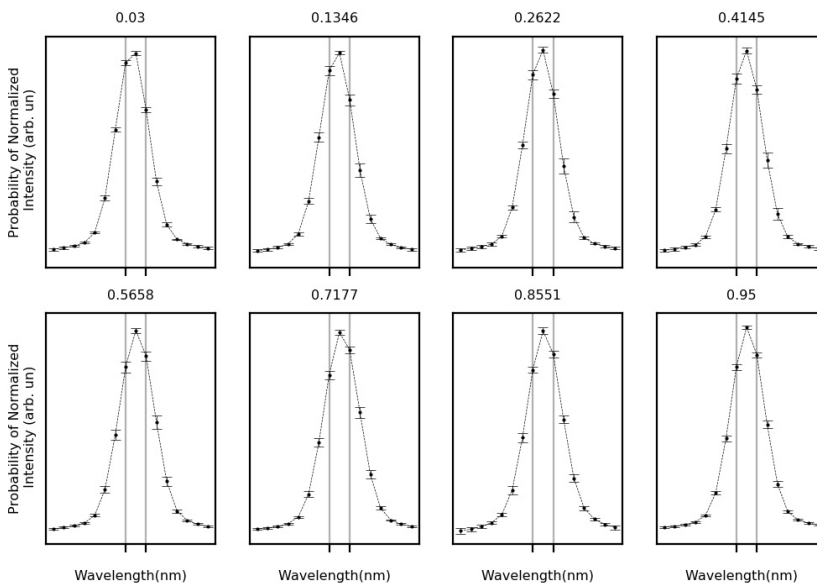 0.03 0.1346 0.2622 0.4145
Probability of Normalized
Intensity (arb. un)
0.5658 0.7177 0.8551 0.95
Probability of Normalized
Intensity (arb. un)
Wavelength(nm) Wavelength(nm) Wavelength(nm) Wavelength(nm)